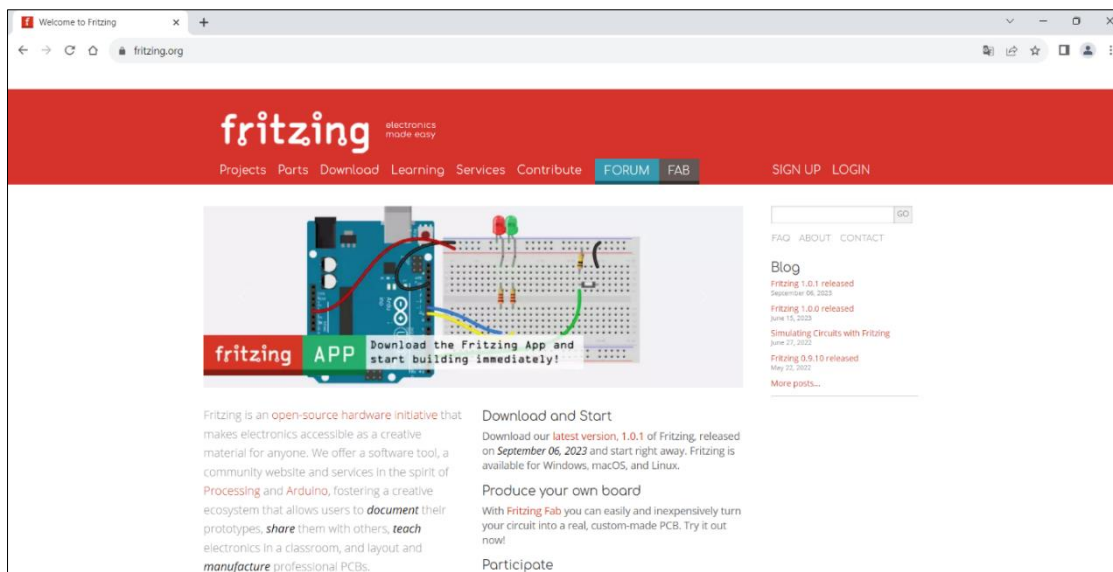 Welcome to Fritzing
fritzing.org
fritzing
electronics
made easy
Projects Parts Download Learning Services Contribute FORUM FAB SIGN UP LOGIN
fritzing APP
Download the Fritzing App and
start building immediately!
GO
FAQ ABOUT CONTACT
Blog
Fritzing 1.0.1 released
September 06, 2023
Fritzing 1.0.0 released
June 15, 2023
Simulating Circuits with Fritzing
June 27, 2022
Fritzing 0.9.10 released
May 22, 2022
More posts...
Fritzing is an open-source hardware initiative that
makes electronics accessible as a creative
material for anyone. We offer a software tool, a
community website and services in the spirit of
Processing and Arduino, fostering a creative
ecosystem that allows users to document their
prototypes, share them with others, teach
electronics in a classroom, and layout and
manufacture professional PCBs.
Download and Start
Download our latest version, 1.0.1 of Fritzing, released
on September 06, 2023 and start right away. Fritzing is
available for Windows, macOS, and Linux.
Produce your own board
With Fritzing Fab you can easily and inexpensively turn
your circuit into a real, custom-made PCB. Try it out
now!
Participate